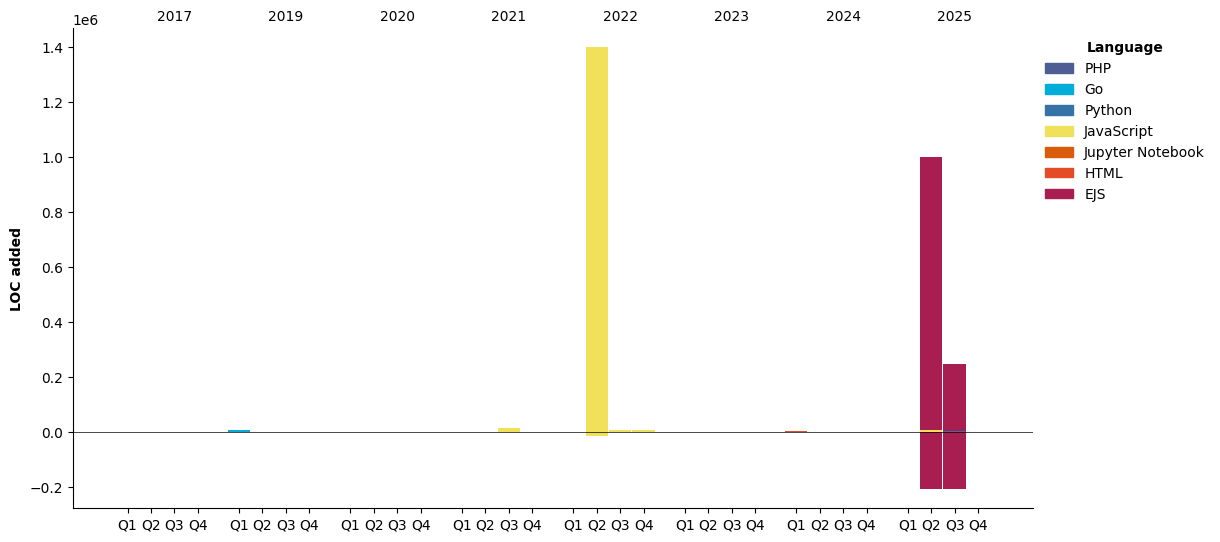 2017 2019 2020 2021 2022 2023 2024 2025
1e6
Language
PHP
Go
Python
JavaScript
Jupyter Notebook
HTML
EJS
LOC added
1.4
1.2
1.0
0.8
0.6
0.4
0.2
0.0
−0.2
Q1 Q2 Q3 Q4 Q1 Q2 Q3 Q4 Q1 Q2 Q3 Q4 Q1 Q2 Q3 Q4 Q1 Q2 Q3 Q4 Q1 Q2 Q3 Q4 Q1 Q2 Q3 Q4 Q1 Q2 Q3 Q4